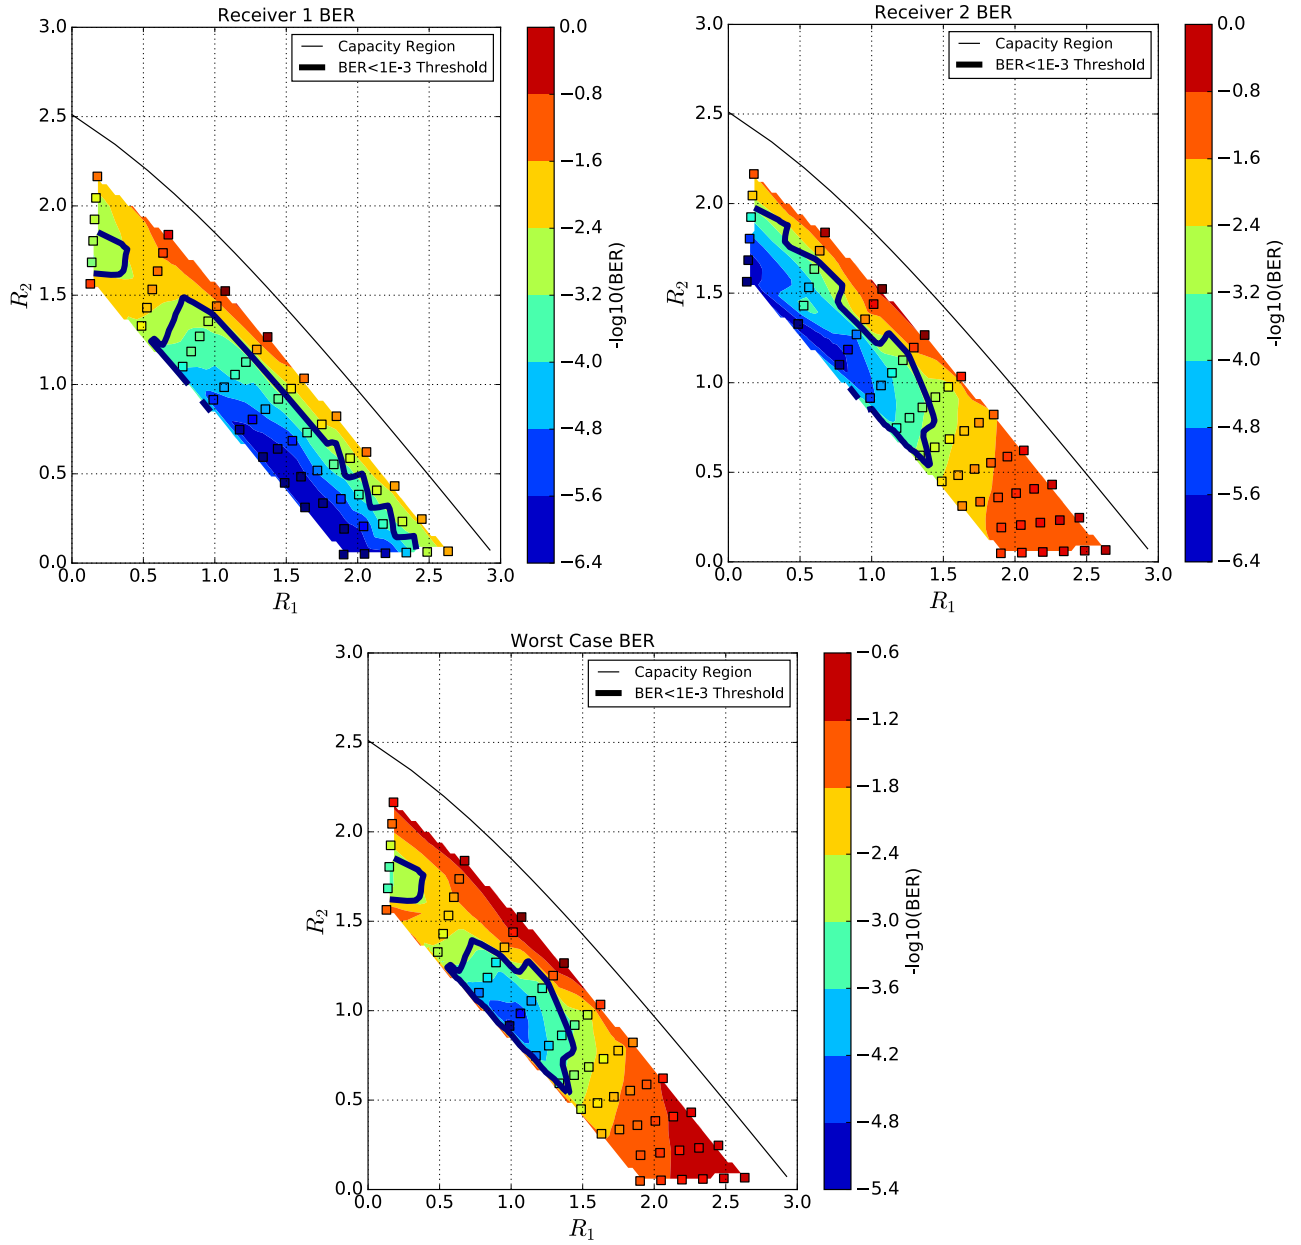 Receiver 1 BER
3.0
2.5
2.0
1.5
1.0
0.5
0.0
R2
0.0 0.5 1.0 1.5 2.0 2.5 3.0
R1
Capacity Region
BER<1E-3 Threshold
0.0
−0.8
−1.6
−2.4
−3.2
−4.0
−4.8
−5.6
−6.4
-log10(BER)
Receiver 2 BER
3.0
2.5
2.0
1.5
1.0
0.5
0.0
R2
0.0 0.5 1.0 1.5 2.0 2.5 3.0
R1
Capacity Region
BER<1E-3 Threshold
0.0
−0.8
−1.6
−2.4
−3.2
−4.0
−4.8
−5.6
−6.4
-log10(BER)
Worst Case BER
3.0
2.5
2.0
1.5
1.0
0.5
0.0
R2
0.0 0.5 1.0 1.5 2.0 2.5 3.0
R1
Capacity Region
BER<1E-3 Threshold
−0.6
−1.2
−1.8
−2.4
−3.0
−3.6
−4.2
−4.8
−5.4
-log10(BER)